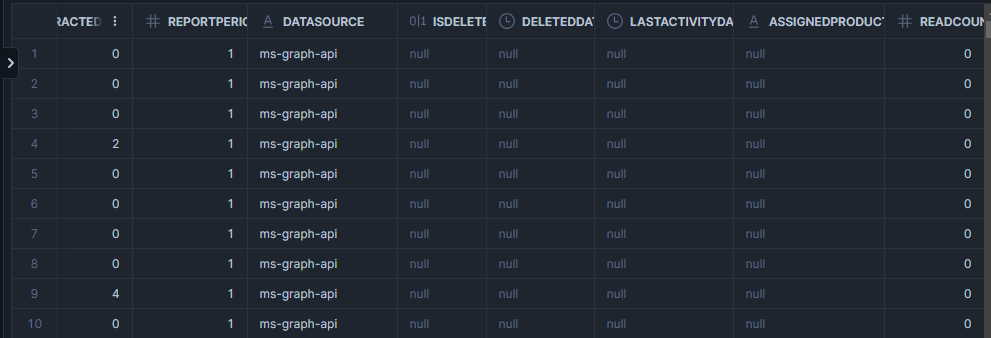 RACTED REPORTPERIC DATASOURCE 0|1 ISDELETE DELETEDDAT LASTACTIVITYDA ASSIGNEDPRODUCT READCOUN
1 0 1 ms-graph-api null null null null 0
2 0 1 ms-graph-api null null null null 0
3 0 1 ms-graph-api null null null null 0
4 2 1 ms-graph-api null null null null 0
5 0 1 ms-graph-api null null null null 0
6 0 1 ms-graph-api null null null null 0
7 0 1 ms-graph-api null null null null 0
8 0 1 ms-graph-api null null null null 0
9 4 1 ms-graph-api null null null null 0
10 0 1 ms-graph-api null null null null 0